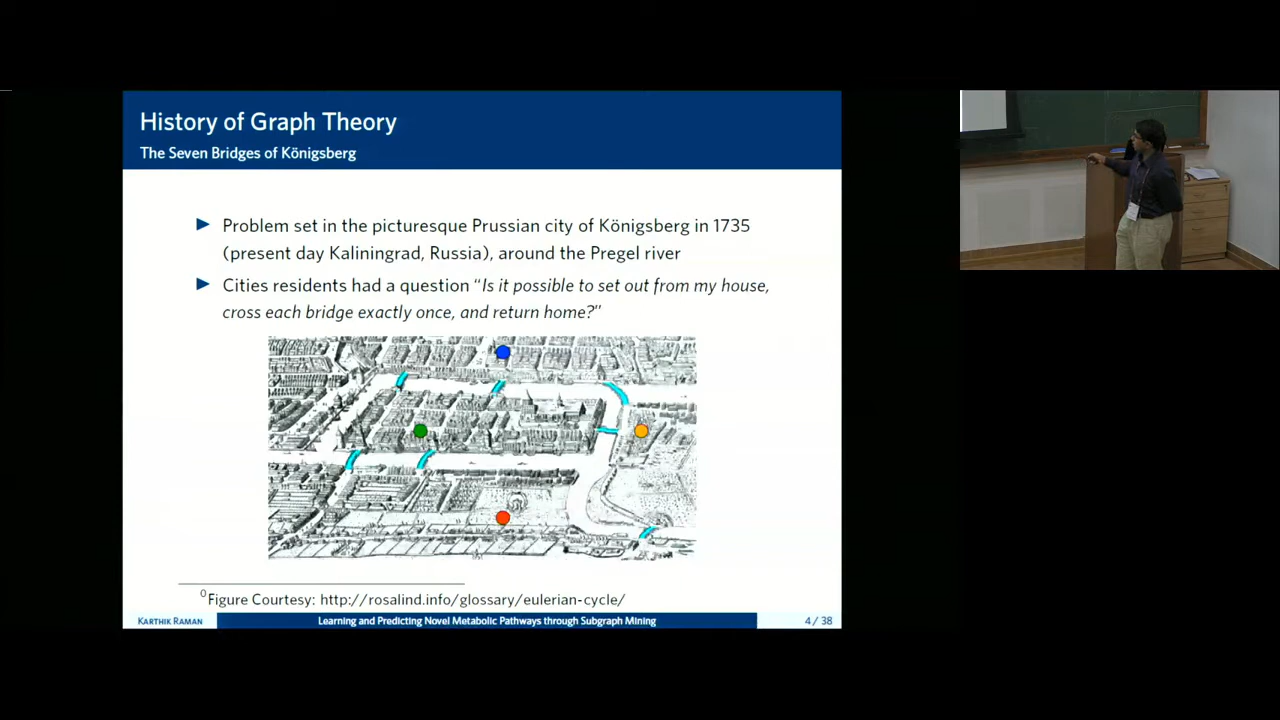 History of Graph Theory
The Seven Bridges of Königsberg
Problem set in the picturesque Prussian city of Königsberg in 1735
(present day Kaliningrad, Russia), around the Pregel river
Cities residents had a question “Is it possible to set out from my house,
cross each bridge exactly once, and return home?”
0 Figure Courtesy: http://rosalind.info/glossary/eulerian-cycle/
KARTHIK RAMAN
Learning and Predicting Novel Metabolic Pathways through Subgraph Mining
4 / 38